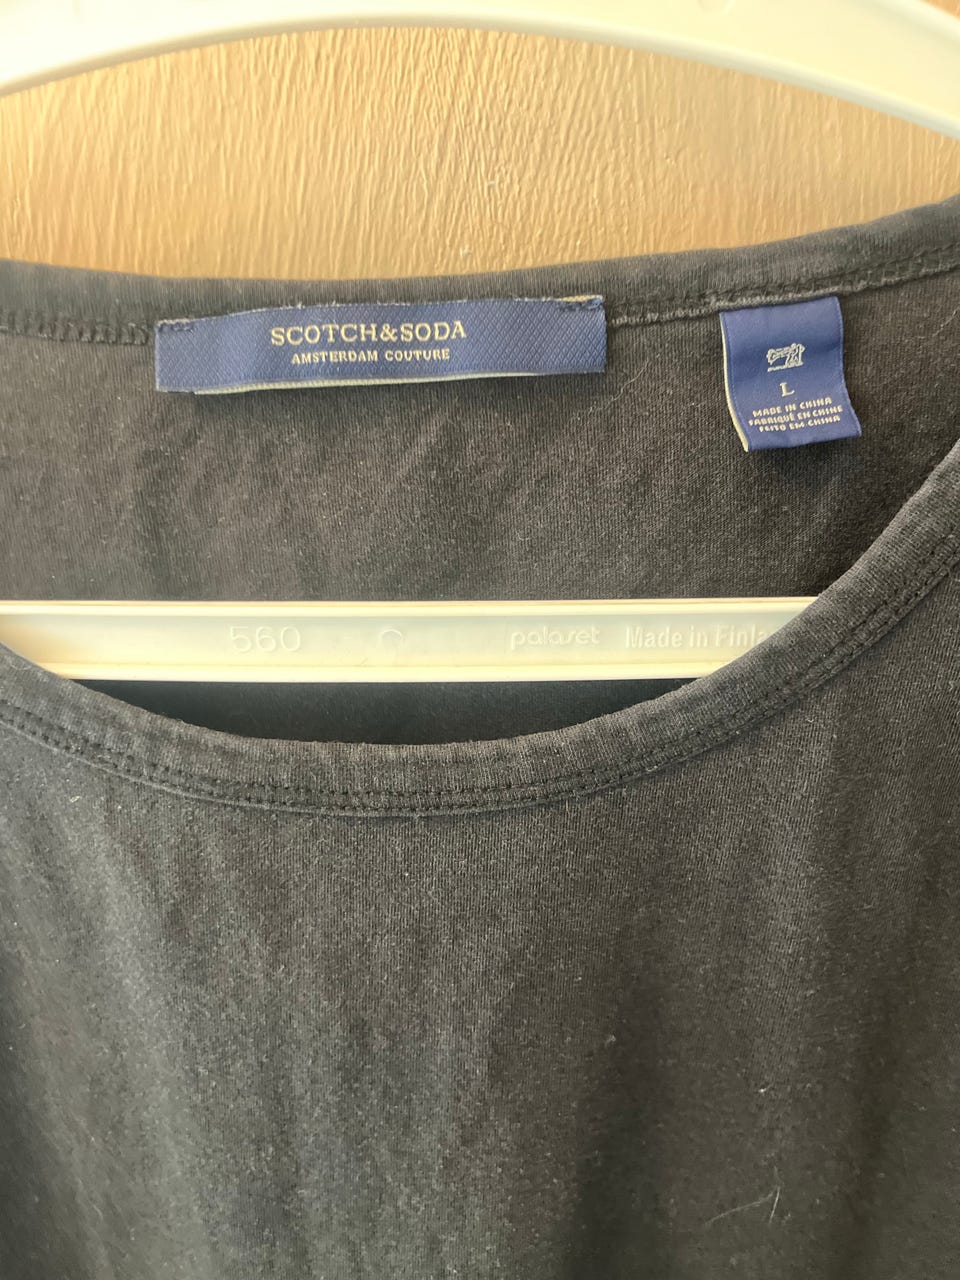 SCOTCH&SODA
AMSTERDAM COUTURE
L
MADE IN CHINA
FABRIQUÉ EN CHINE
FEITO EM CHINA
560
palaset Made in Finla